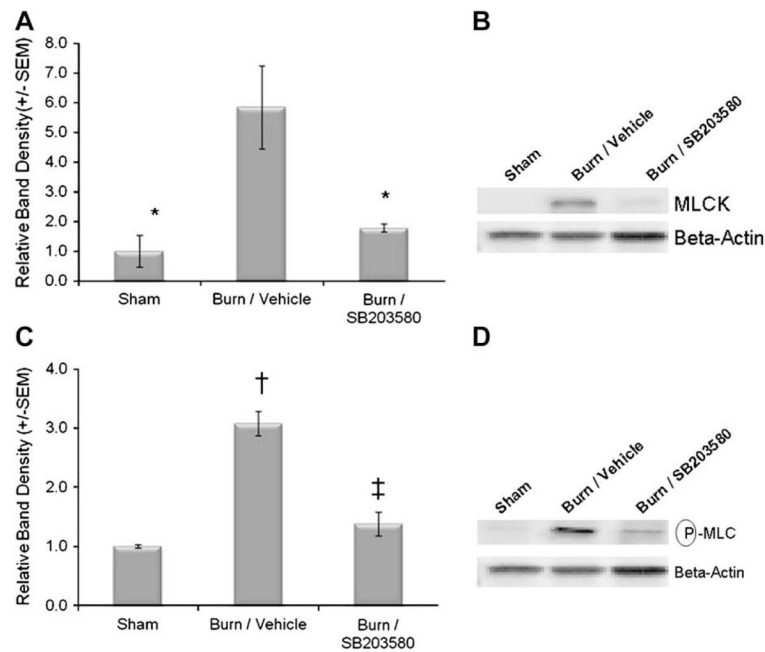 A
Relative Band Density(+/-SEM)
8.0
7.0
6.0
5.0
4.0
3.0
2.0
1.0
0.0
*
*
Sham
Burn / Vehicle
Burn /
SB203580
B
Sham
Burn / Vehicle
Burn / SB203580
MLCK
Beta-Actin
C
Relative Band Density (+/-SEM)
4.0
3.0
2.0
1.0
0.0
†
‡
Sham
Burn / Vehicle
Burn /
SB203580
D
Sham
Burn / Vehicle
Burn / SB203580
P-MLC
Beta-Actin